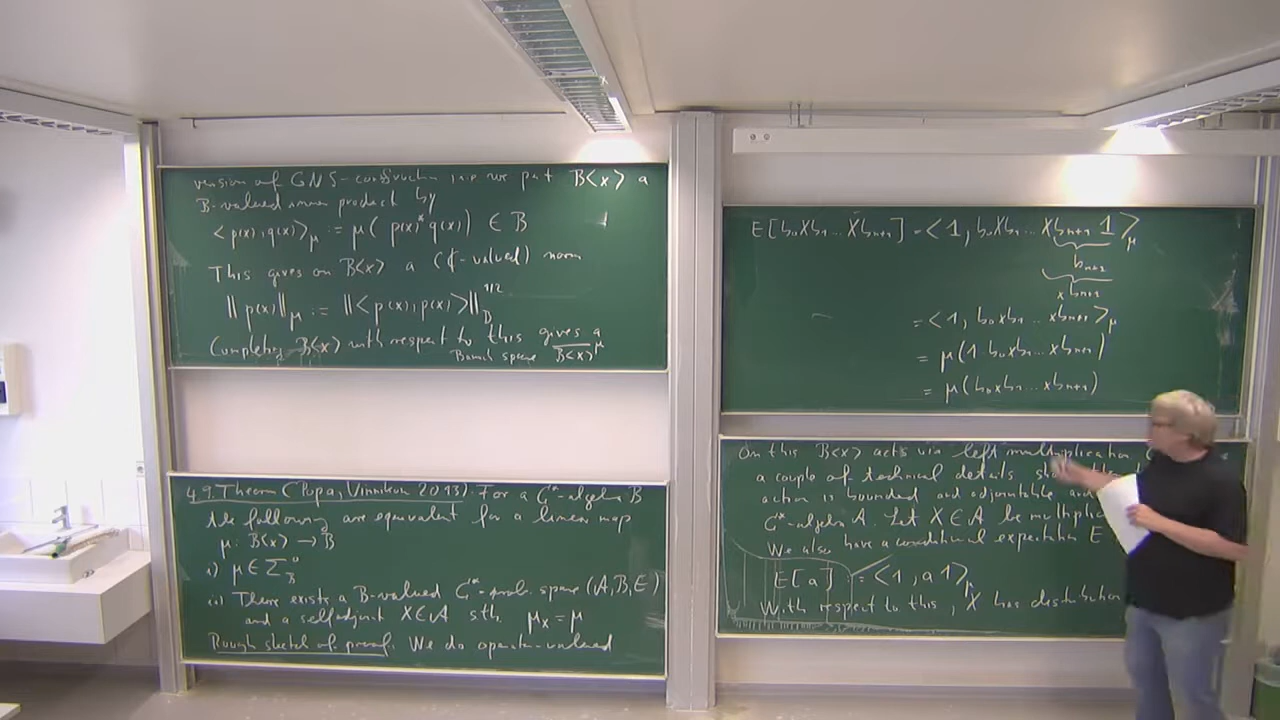 4.9. Theorem (Popa, Vinnikov 2013). For a C*-algebra B
the following are equivalent for a linear map
μ: B<x> → B
i) μ ∈ Σ_B^0
ii) There exists a B-valued C*-prob. space (A,B,E)
and a selfadjoint X∈A s.th. μ_X = μ
Rough sketch of proof: We do operator-valued
version of GNS-construction i.e. we put B<x> a
B-valued inner product by
<p(x),q(x)>_μ := μ(p(x)*q(x)) ∈ B
This gives on B<x> a (ℂ-valued) norm
||p(x)||_μ := ||<p(x),p(x)>||_B^{1/2}
Completing B<x> with respect to this gives a
Banach space \overline{B<x>}^μ
On this B<x> acts via left multiplication.
a couple of technical details
action is bounded and adjointable
C*-algebra A. Let X∈A be
We also have a conditional expectation E
E[a] := <1, a1>_μ
With respect to this, X has distribution
E[b₀Xb₁...Xb_{n+1}] = <1, b₀Xb₁...Xb_{n+1}1>_μ
b_{n+1}
xb_{n+1}
= <1, b₀xb₁...xb_{n+1}>_μ
= μ(1·b₀xb₁...xb_{n+1})
= μ(b₀xb₁...xb_{n+1})